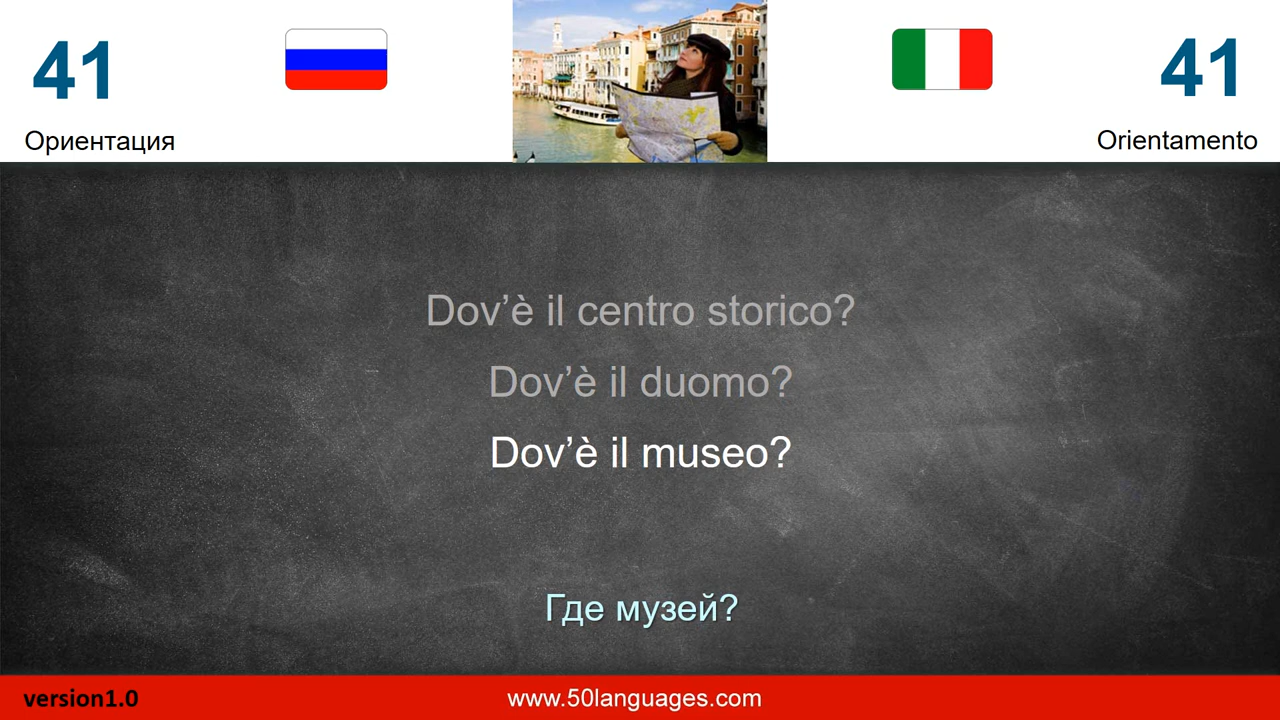 41
41
Ориентация
Orientamento
Dov’è il centro storico?
Dov’è il duomo?
Dov’è il museo?
Где музей?
version1.0
www.50languages.com